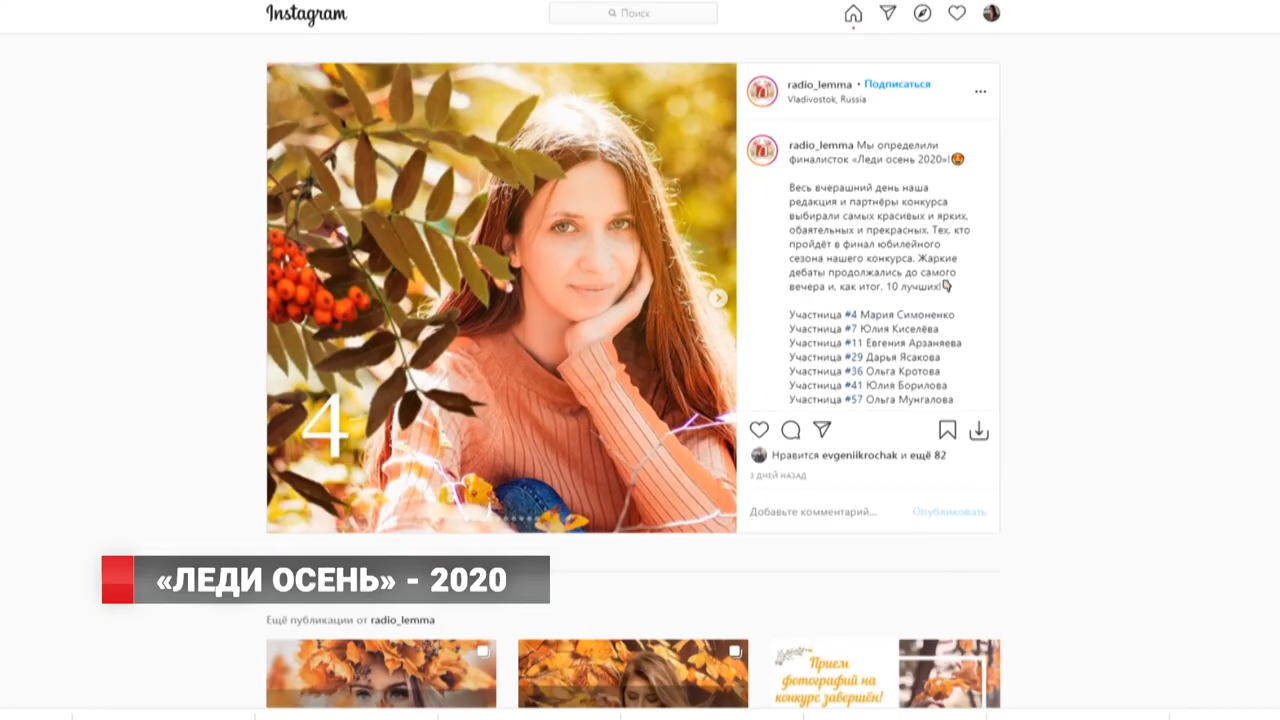 Instagram
Поиск
radio_lemma • Подписаться
Vladivostok, Russia
radio_lemma Мы определили
финалисток «Леди осень 2020»!
Весь вчерашний день наша
редакция и партнёры конкурса
выбирали самых красивых и ярких,
обаятельных и прекрасных. Тех, кто
пройдёт в финал юбилейного
сезона нашего конкурса. Жаркие
дебаты продолжались до самого
вечера и, как итог, 10 лучших!
Участница #4 Мария Симоненко
Участница #7 Юлия Киселёва
Участница #11 Евгения Арзаняева
Участница #29 Дарья Ясакова
Участница #36 Ольга Кротова
Участница #41 Юлия Борилова
Участница #57 Ольга Мунгалова
4
Нравится evgeniikrochak и ещё 82
3 ДНЕЙ НАЗАД
Добавьте комментарий...
Опубликовать
«ЛЕДИ ОСЕНЬ» - 2020
Ещё публикации от radio_lemma
Прием
фотографий на
конкурс завершён!